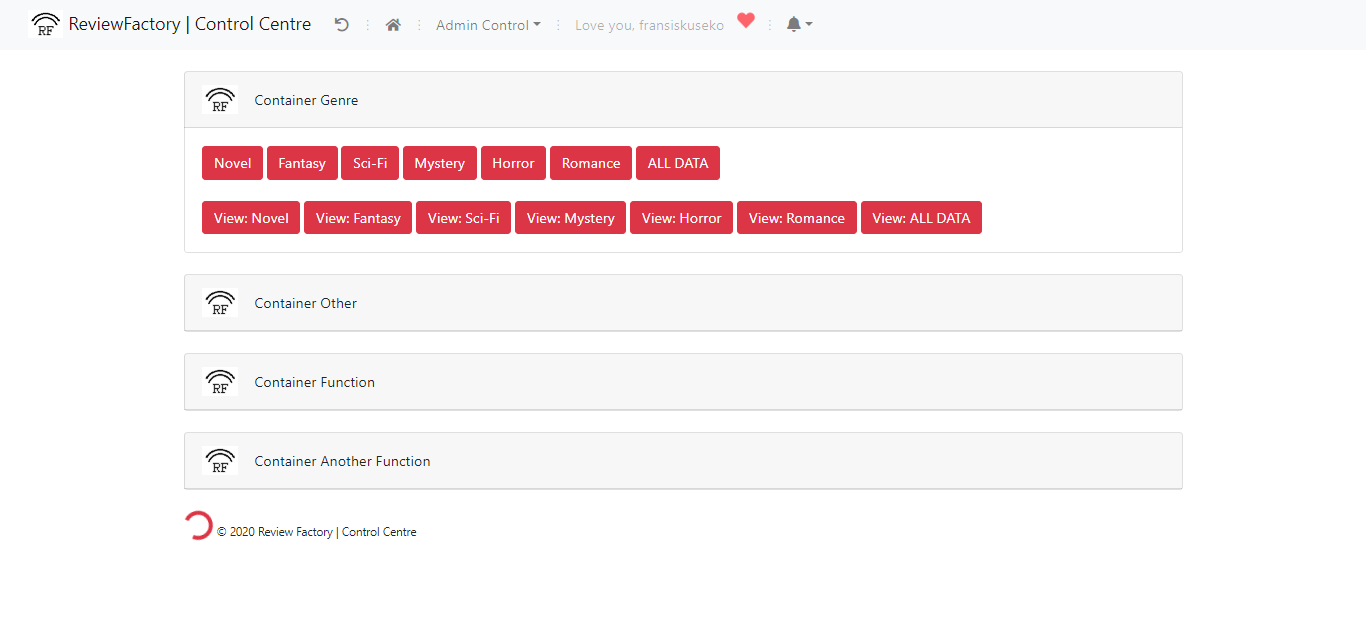 RF ReviewFactory | Control Centre Admin Control Love you, fransiskuseko
RF Container Genre
Novel Fantasy Sci-Fi Mystery Horror Romance ALL DATA
View: Novel View: Fantasy View: Sci-Fi View: Mystery View: Horror View: Romance View: ALL DATA
RF Container Other
RF Container Function
RF Container Another Function
© 2020 Review Factory | Control Centre